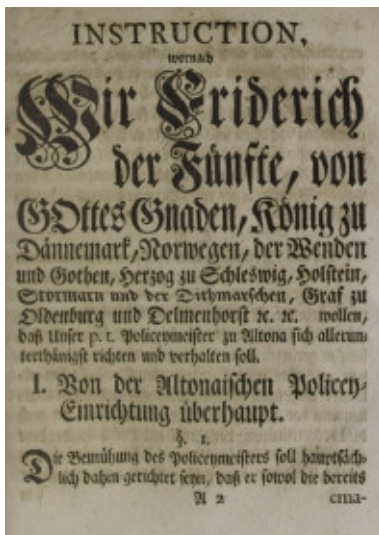 INSTRUCTION,
wornach
Wir Friderich
der Fünfte, von
GOttes Gnaden, König zu
Dännemark, Norwegen, der Wenden
und Gothen, Herzog zu Schleswig, Holstein,
Stormarn und der Dithmarschen, Graf zu
Oldenburg und Delmenhorst ꝛc. ꝛc. wollen,
daß Unser p. t. Policeymeister zu Altona sich allerun-
terthänigst richten und verhalten soll.
I. Von der Altonaischen Policey-
Einrichtung überhaupt.
§. 1.
Die Bemühung des Policeymeisters soll hauptsäch-
lich dahin gerichtet seyn, daß er sowol die bereits
A 2 ema-